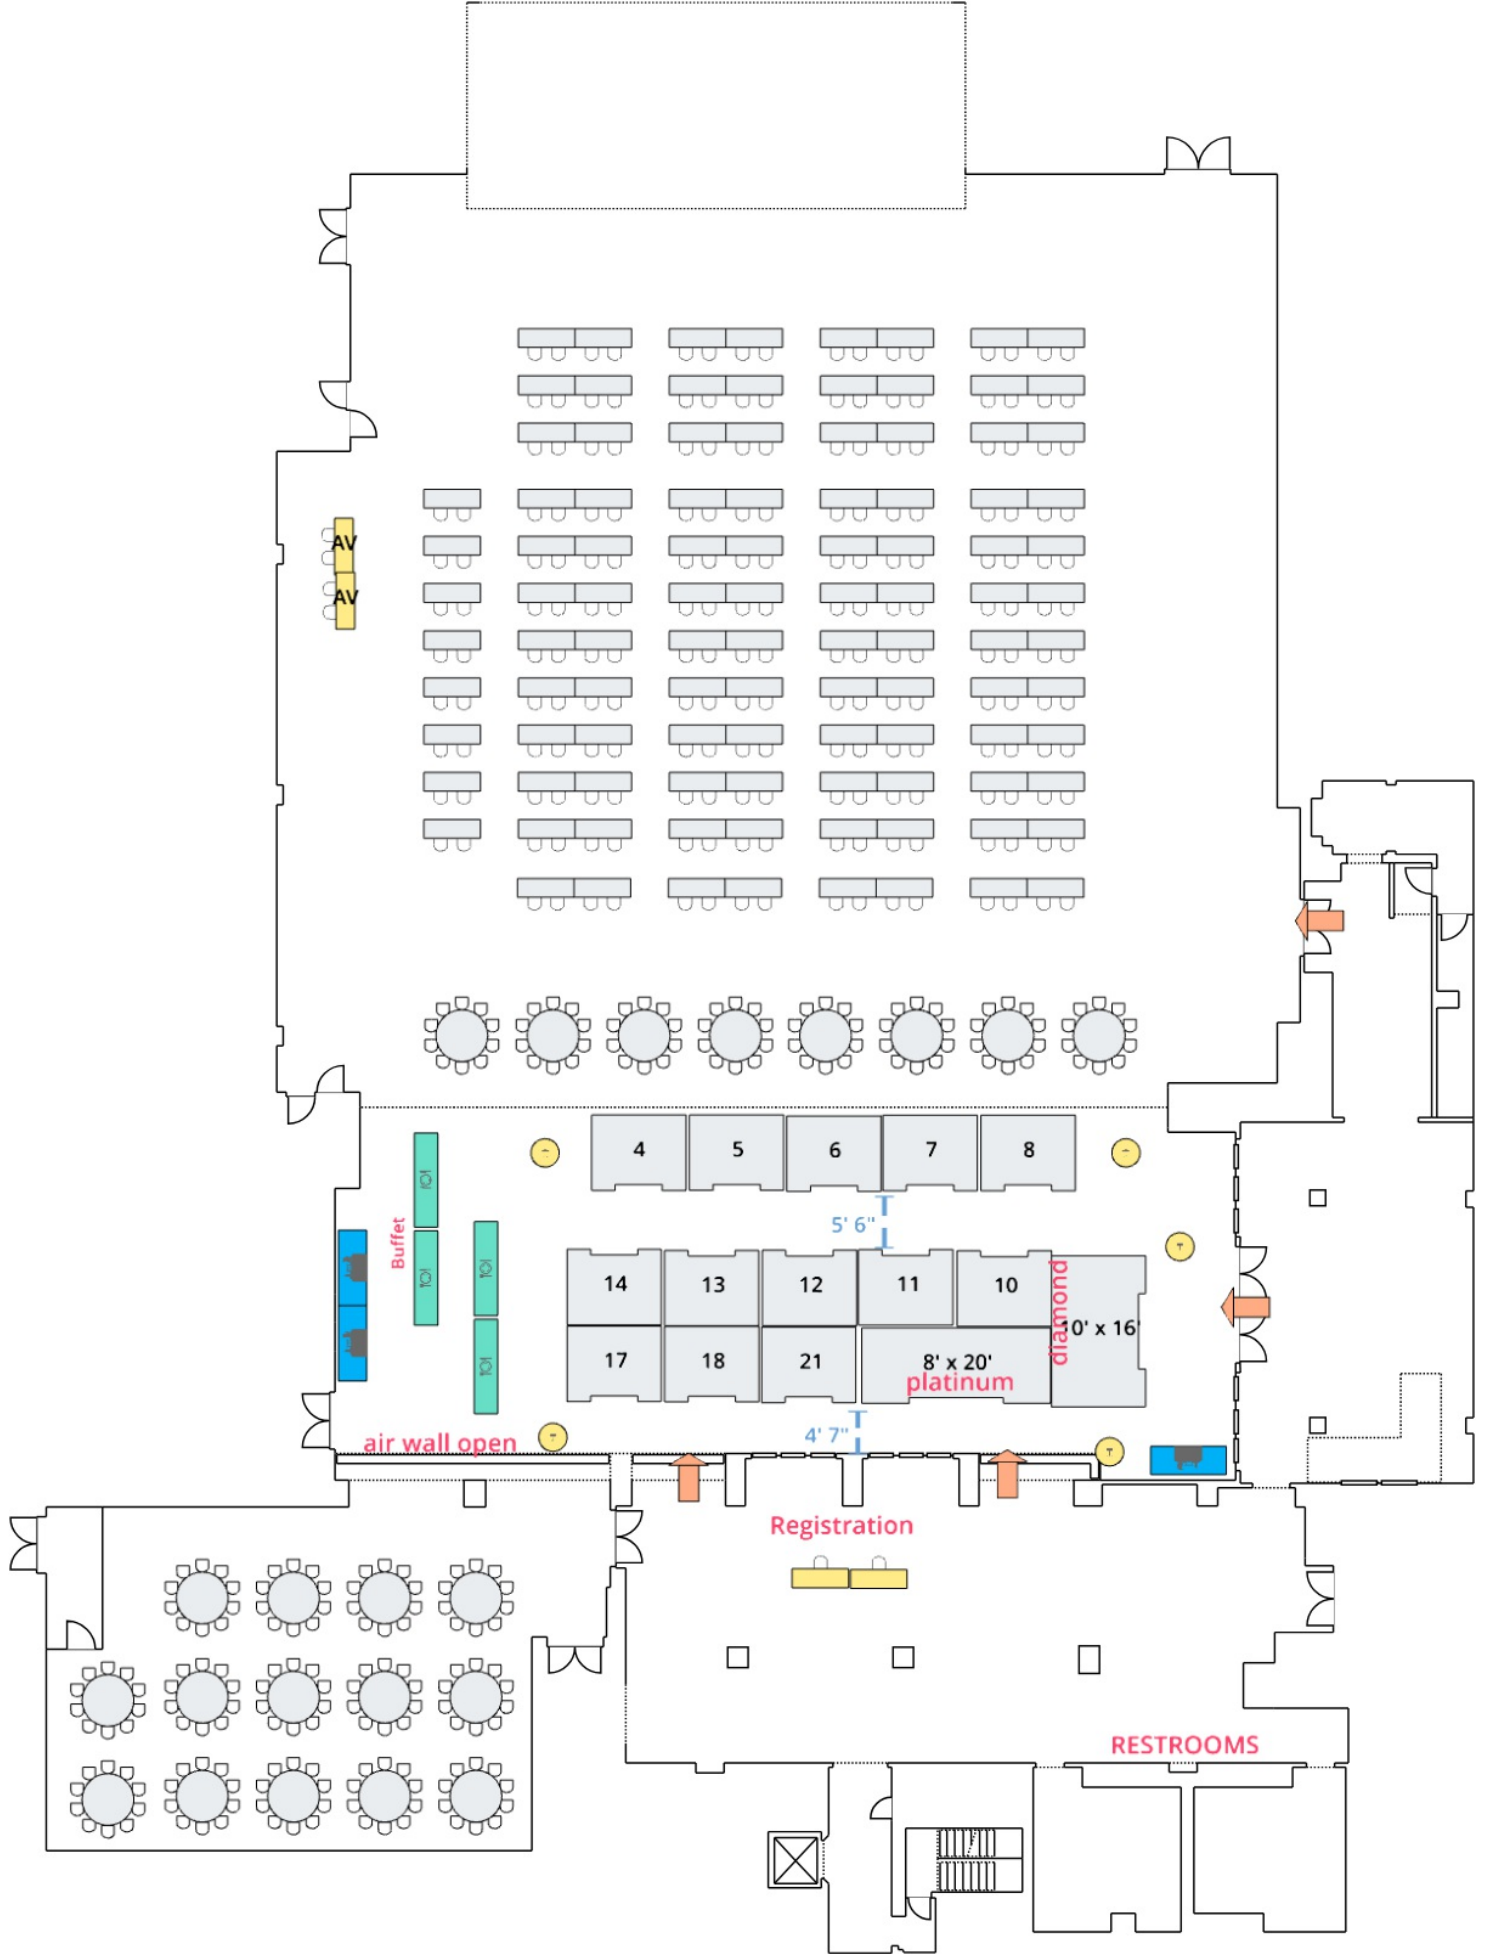 AV
AV
4
5
6
7
8
Buffet
5' 6"
14
13
12
11
10
diamond
10' x 16'
17
18
21
8' x 20'
platinum
4' 7"
air wall open
Registration
RESTROOMS